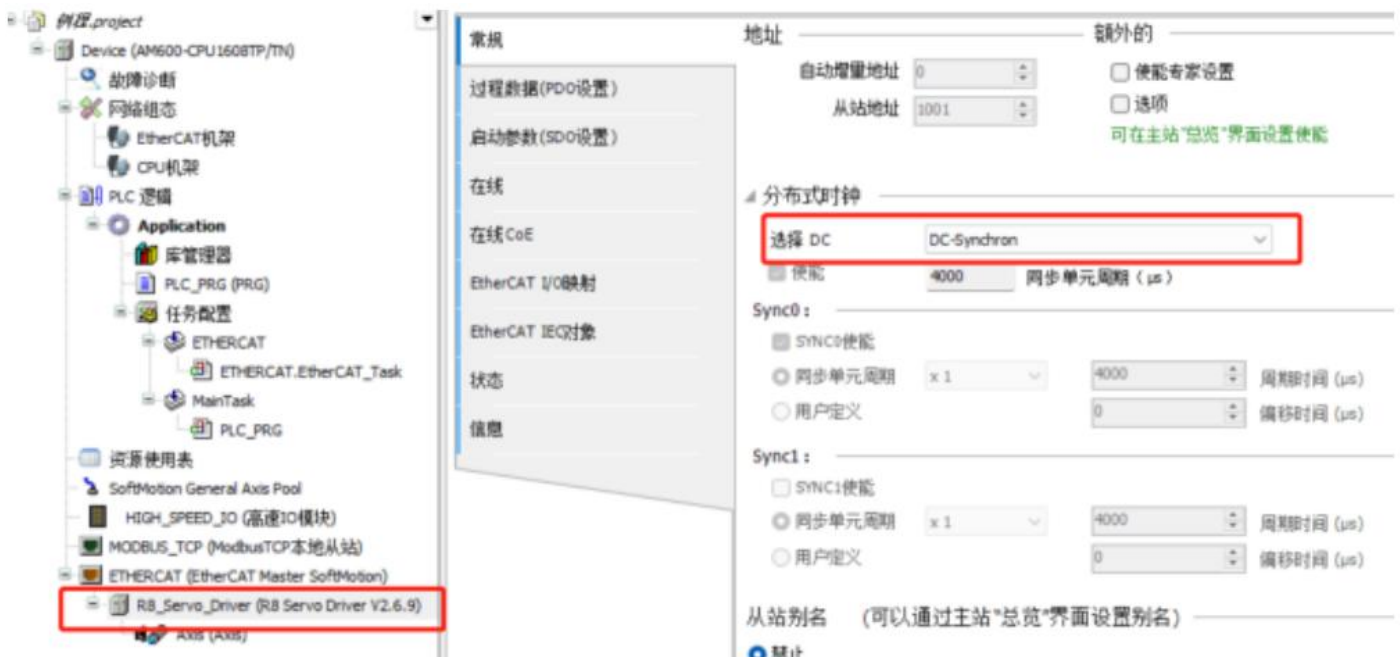 例程.project
Device (AM600-CPU1608TP/TN)
故障诊断
网络组态
EtherCAT机架
CPU机架
PLC 逻辑
Application
库管理器
PLC_PRG (PRG)
任务配置
ETHERCAT
ETHERCAT.EtherCAT_Task
MainTask
PLC_PRG
资源使用表
SoftMotion General Axis Pool
HIGH_SPEED_IO (高速IO模块)
MODBUS_TCP (ModbusTCP本地从站)
ETHERCAT (EtherCAT Master SoftMotion)
R8_Servo_Driver (R8 Servo Driver V2.6.9)
Axis (Axis)
常规
过程数据(PDO设置)
启动参数(SDO设置)
在线
在线CoE
EtherCAT I/O映射
EtherCAT IEC对象
状态
信息
地址
自动增量地址 0
从站地址 1001
额外的
使能专家设置
选项
可在主站"总览"界面设置使能
分布式时钟
选择 DC DC-Synchron
使能 4000 同步单元周期(μs)
Sync0:
SYNC0使能
同步单元周期 x 1 4000 周期时间 (μs)
用户定义 0 偏移时间 (μs)
Sync1:
SYNC1使能
同步单元周期 x 1 4000 周期时间 (μs)
用户定义 0 偏移时间 (μs)
从站别名 (可以通过主站"总览"界面设置别名)
禁止